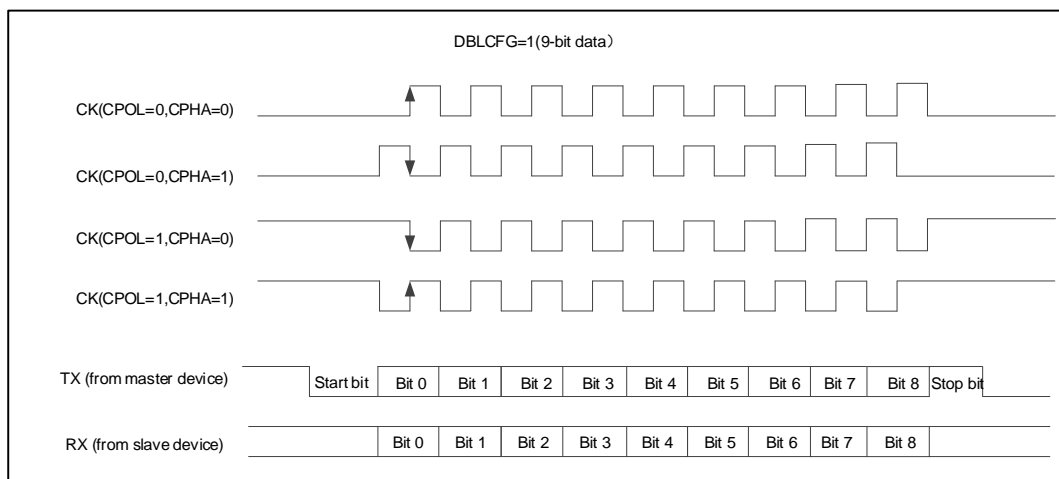 DBLCFG=1(9-bit data）
CK(CPOL=0,CPHA=0)
CK(CPOL=0,CPHA=1)
CK(CPOL=1,CPHA=0)
CK(CPOL=1,CPHA=1)
TX (from master device) Start bit Bit 0 Bit 1 Bit 2 Bit 3 Bit 4 Bit 5 Bit 6 Bit 7 Bit 8 Stop bit
RX (from slave device) Bit 0 Bit 1 Bit 2 Bit 3 Bit 4 Bit 5 Bit 6 Bit 7 Bit 8